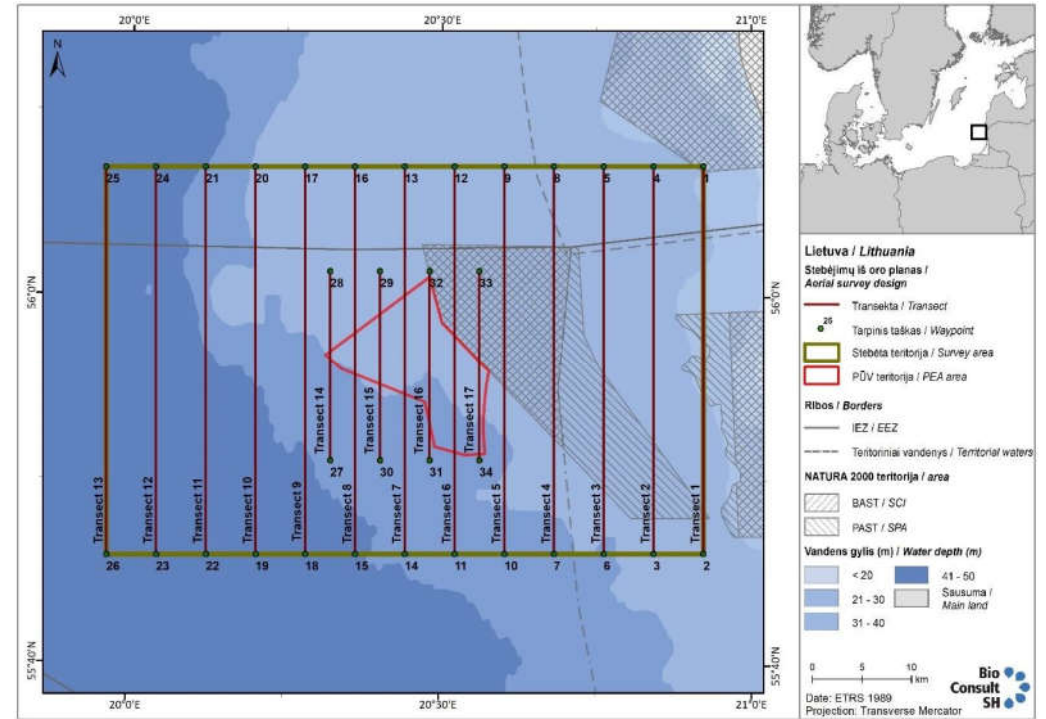 20°0'E 20°30'E 21°0'E
N
25 24 21 20 17 16 13 12 9 8 5 4 1
56°0'N 56°0'N
28 29 32 33
Transect 14 Transect 15 Transect 16 Transect 17
27 30 31 34
Transect 13 Transect 12 Transect 11 Transect 10 Transect 9 Transect 8 Transect 7 Transect 6 Transect 5 Transect 4 Transect 3 Transect 2 Transect 1
26 23 22 19 18 15 14 11 10 7 6 3 2
55°40'N 55°40'N
20°0'E 20°30'E 21°0'E
Lietuva / Lithuania
Stebėjimų iš oro planas /
Aerial survey design
Transekta / Transect
26
Tarpinis taškas / Waypoint
Stebėta teritorija / Survey area
PŪV teritorija / PEA area
Ribos / Borders
IEZ / EEZ
Teritoriniai vandenys / Territorial waters
NATURA 2000 teritorija / area
BAST / SCI
PAST / SPA
Vandens gylis (m) / Water depth (m)
< 20 41 - 50
21 - 30 Sausuma /
Main land
31 - 40
0 5 10
km
Date: ETRS 1989
Projection: Transverse Mercator
Bio
Consult
SH